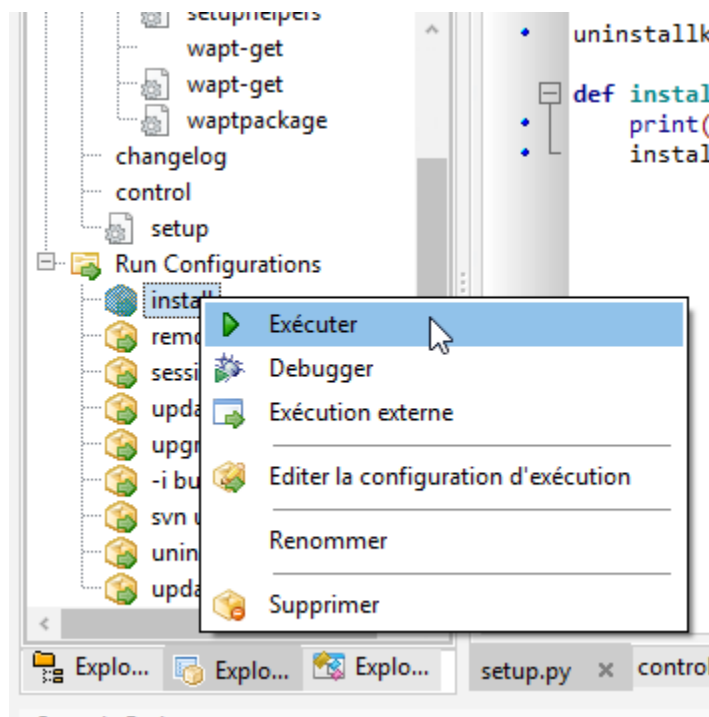 setuphelpers
wapt-get
wapt-get
waptpackage
changelog
control
setup
Run Configurations
install
remo
sessi
upda
upgr
-i bu
svn u
unin
upda
Exécuter
Debugger
Exécution externe
Editer la configuration d'exécution
Renommer
Supprimer
Explo...
Explo...
Explo...
uninstallk
def instal
print(
instal
setup.py
control